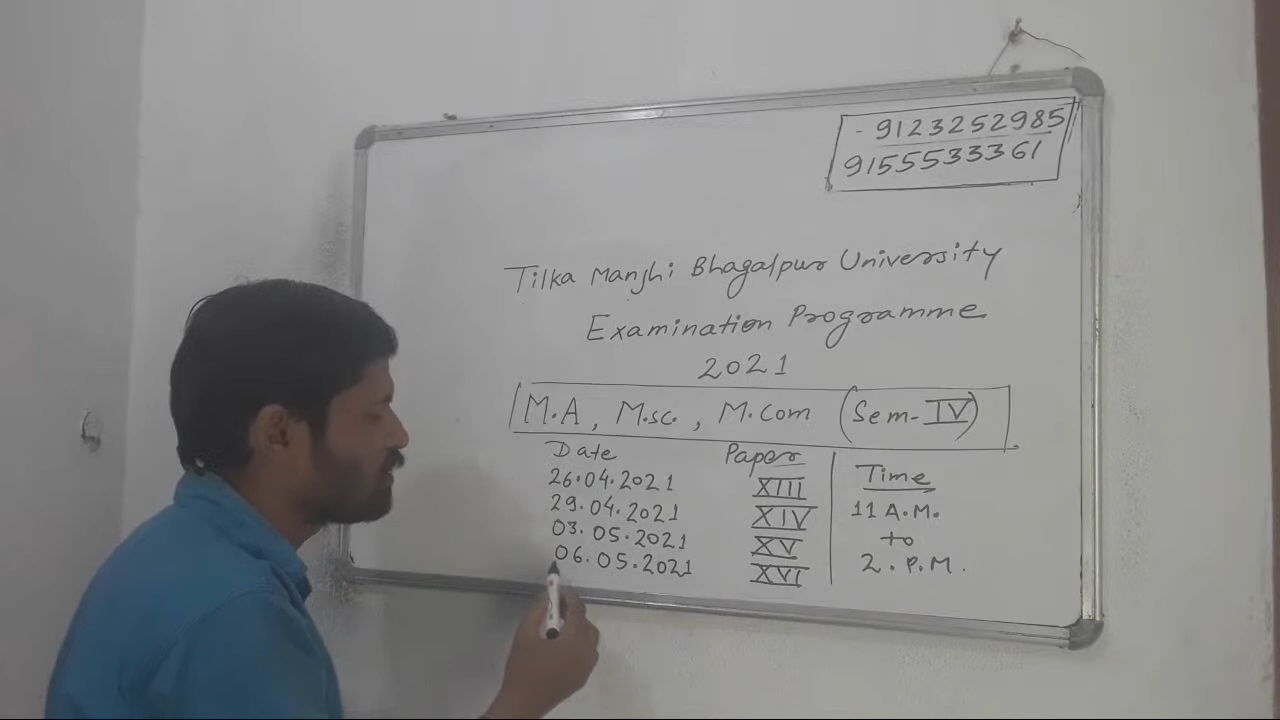 - 9123252985
9155533361
Tilka Manjhi Bhagalpur University
Examination Programme
2021
M.A, M.sc., M.Com (Sem-IV)
Date Paper Time
26.04.2021 XIII
29.04.2021 XIV 11 A.M.
03.05.2021 XV to
06.05.2021 XVI 2.P.M.